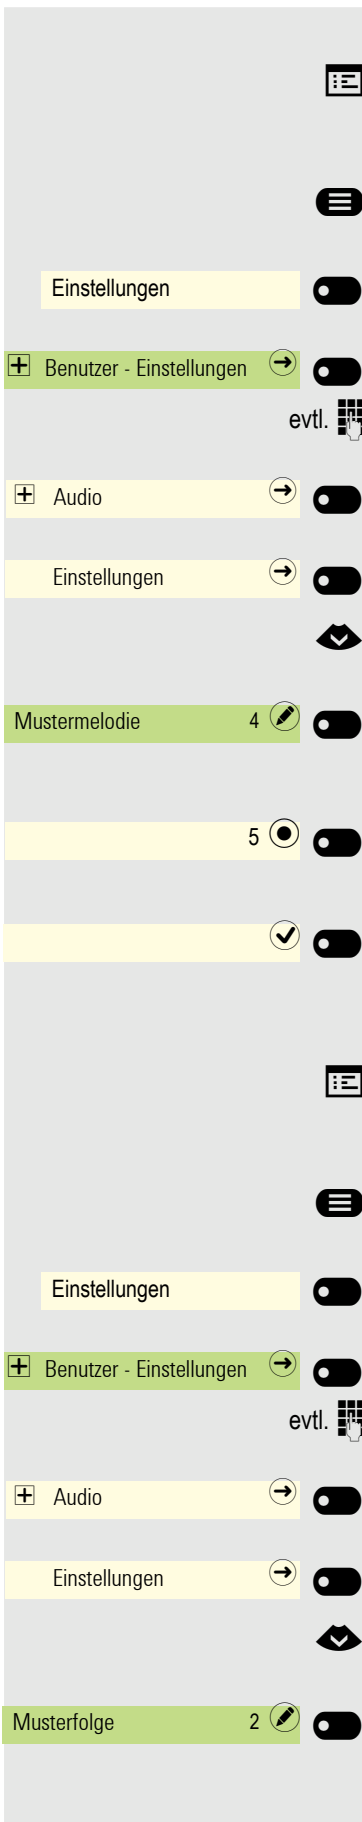 Einstellungen
Benutzer - Einstellungen
evtl.
Audio
Einstellungen
Mustermelodie 4
5
Einstellungen
Benutzer - Einstellungen
evtl.
Audio
Einstellungen
Musterfolge 2